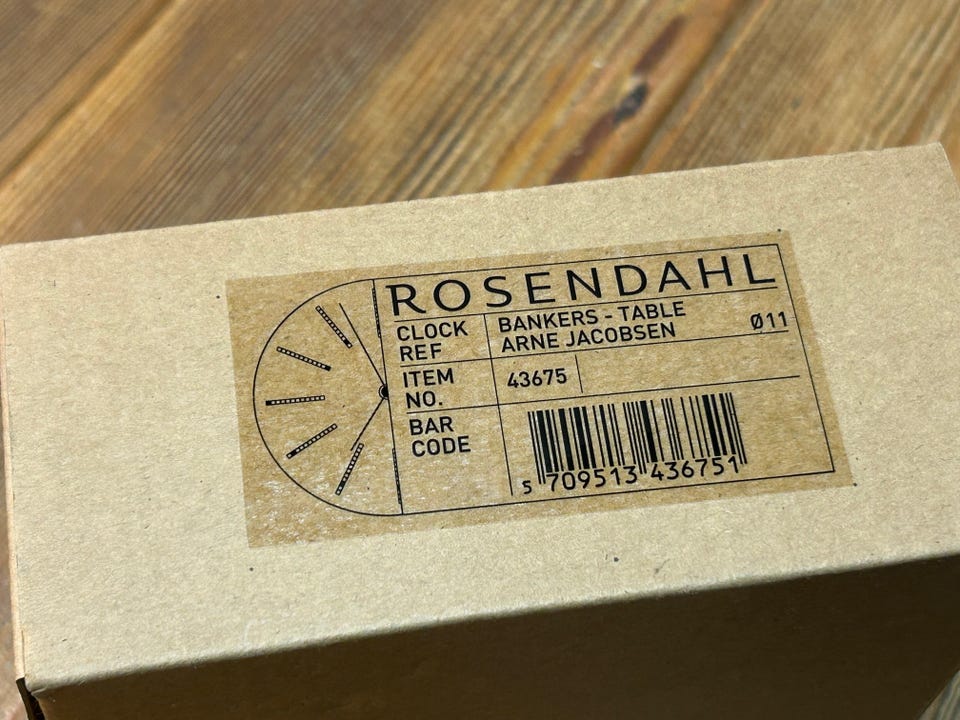 ROSENDAHL
CLOCK REF
BANKERS - TABLE
ARNE JACOBSEN
Ø11
ITEM NO.
43675
BAR CODE
5 709513 436751